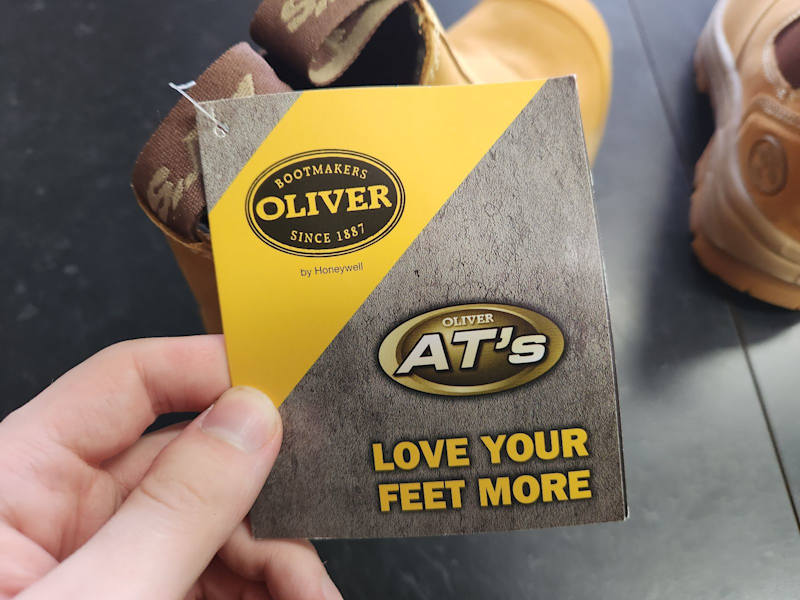 BOOTMAKERS
OLIVER
SINCE 1887
by Honeywell
OLIVER
AT's
LOVE YOUR
FEET MORE